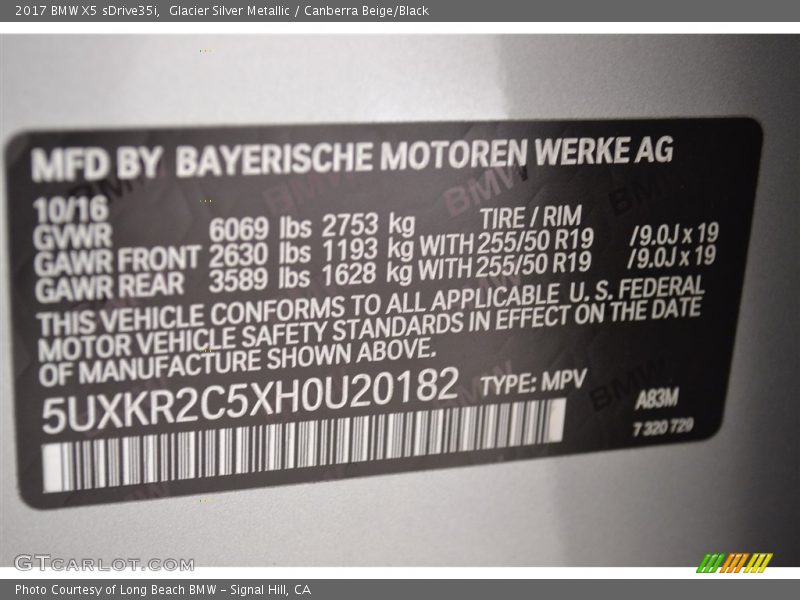 2017 BMW X5 sDrive35i, Glacier Silver Metallic / Canberra Beige/Black
MFD BY BAYERISCHE MOTOREN WERKE AG
10/16
GVWR 6069 lbs 2753 kg TIRE / RIM
GAWR FRONT 2630 lbs 1193 kg WITH 255/50 R19 /9.0J x 19
GAWR REAR 3589 lbs 1628 kg WITH 255/50 R19 /9.0J x 19
THIS VEHICLE CONFORMS TO ALL APPLICABLE U. S. FEDERAL
MOTOR VEHICLE SAFETY STANDARDS IN EFFECT ON THE DATE
OF MANUFACTURE SHOWN ABOVE.
5UXKR2C5XH0U20182 TYPE: MPV
A83M
7 320 729
GTCARLOT.COM
Photo Courtesy of Long Beach BMW - Signal Hill, CA